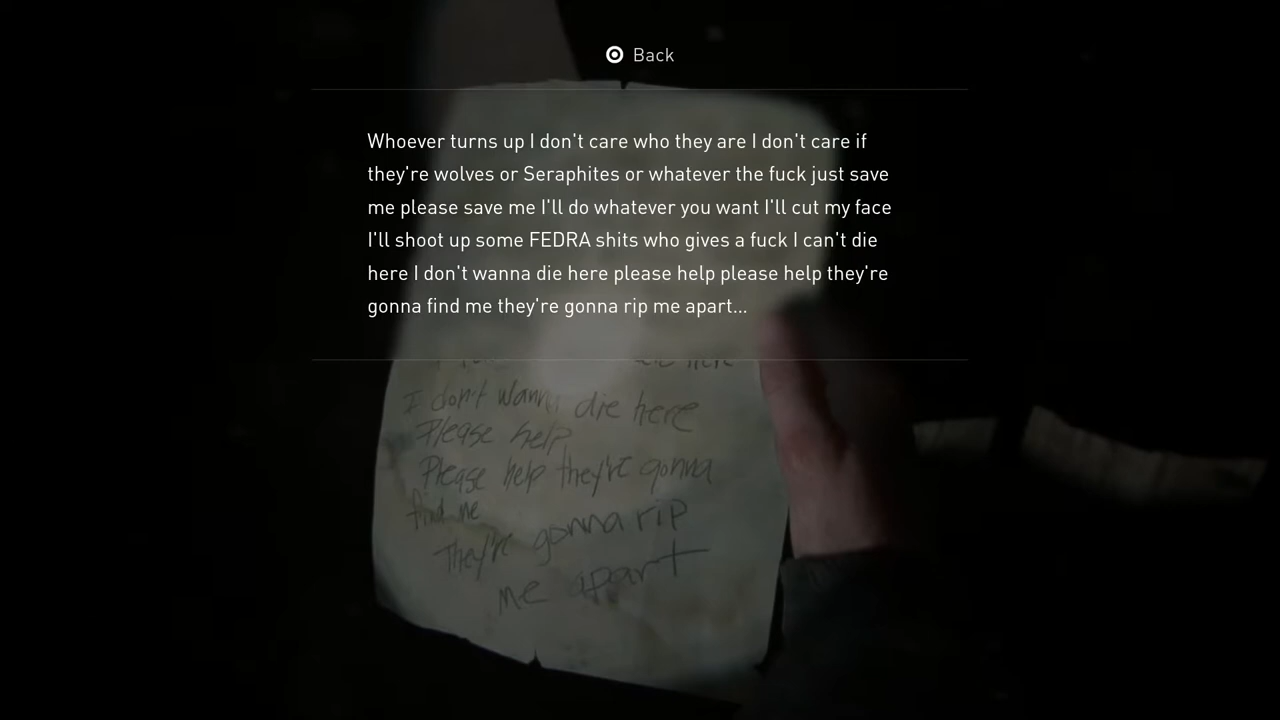 Back
Whoever turns up I don't care who they are I don't care if
they're wolves or Seraphites or whatever the fuck just save
me please save me I'll do whatever you want I'll cut my face
I'll shoot up some FEDRA shits who gives a fuck I can't die
here I don't wanna die here please help please help they're
gonna find me they're gonna rip me apart...
die here
I don't wanna die here
Please help
Please help they're gonna
find me
They're gonna rip
me apart